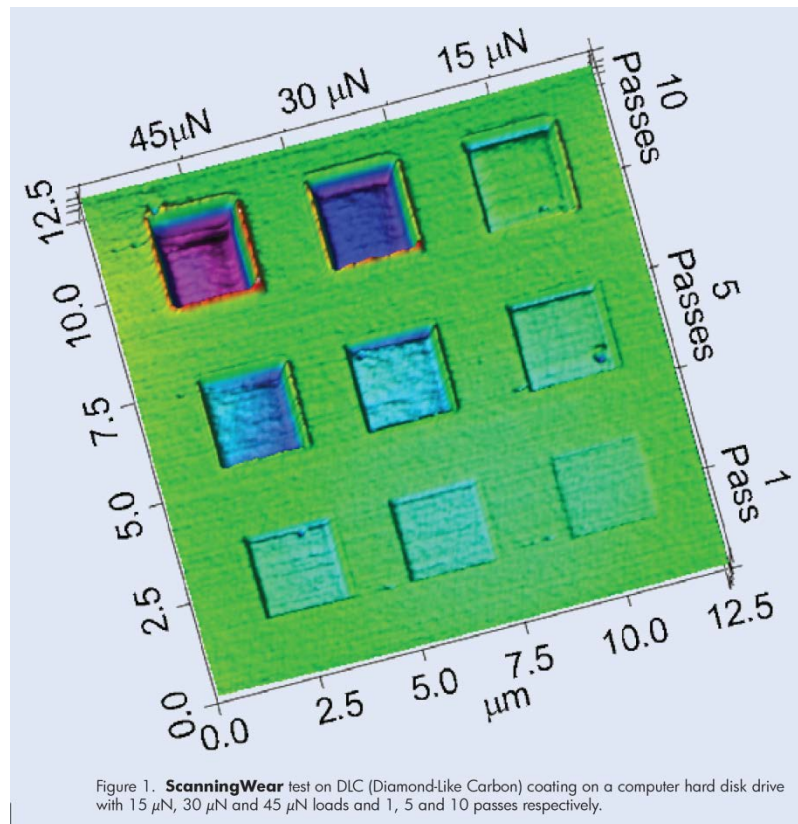 45μN
30 μN
15 μN
10
Passes
5
Passes
1
Pass
12.5
10.0
7.5
5.0
2.5
0.0
0.0
2.5
5.0
7.5
10.0
12.5
μm
Figure 1. ScanningWear test on DLC (Diamond-Like Carbon) coating on a computer hard disk drive
with 15 μN, 30 μN and 45 μN loads and 1, 5 and 10 passes respectively.